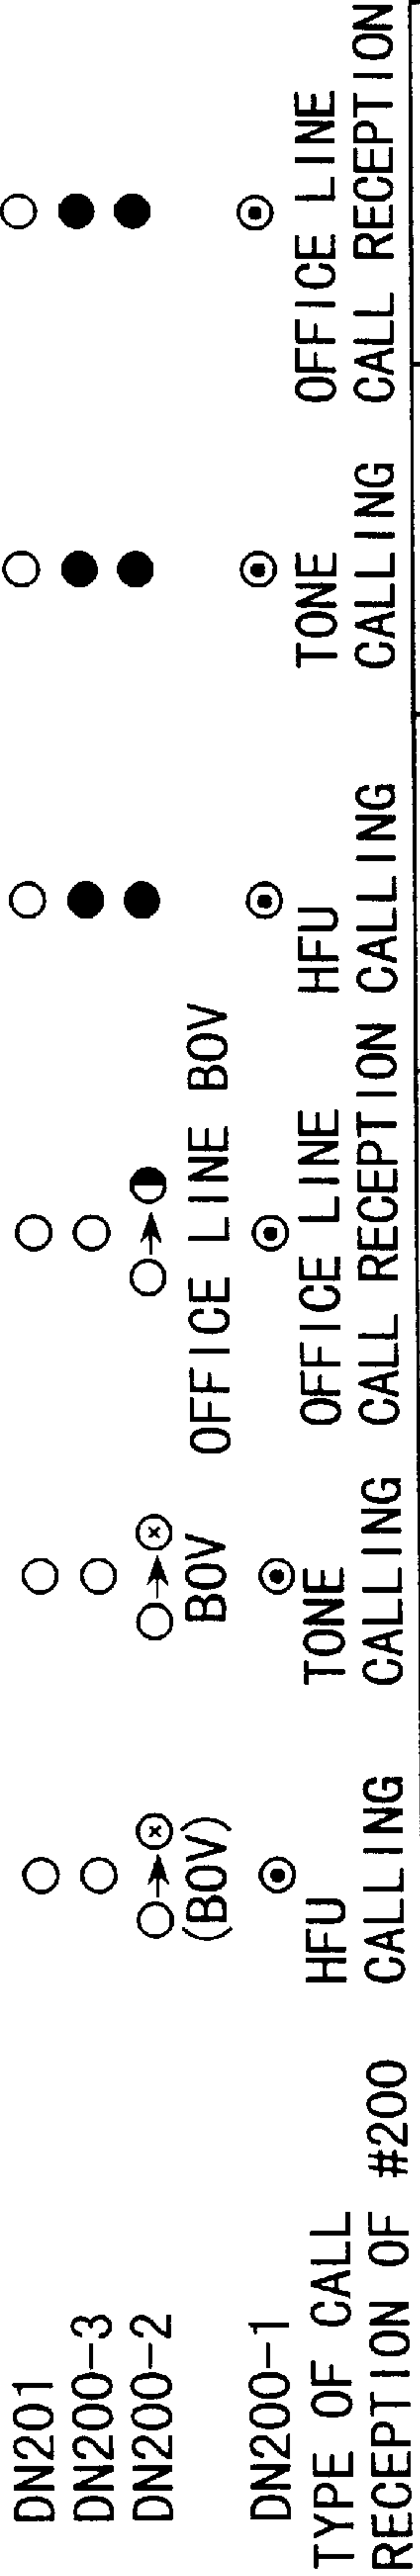 DN201
DN200-3
DN200-2
(BOV)
BOV
OFFICE LINE BOV
DN200-1
TYPE OF CALL
RECEPTION OF #200
HFU
CALLING
TONE
CALLING
OFFICE LINE
CALL RECEPTION
HFU
CALLING
TONE
CALLING
OFFICE LINE
CALL RECEPTION